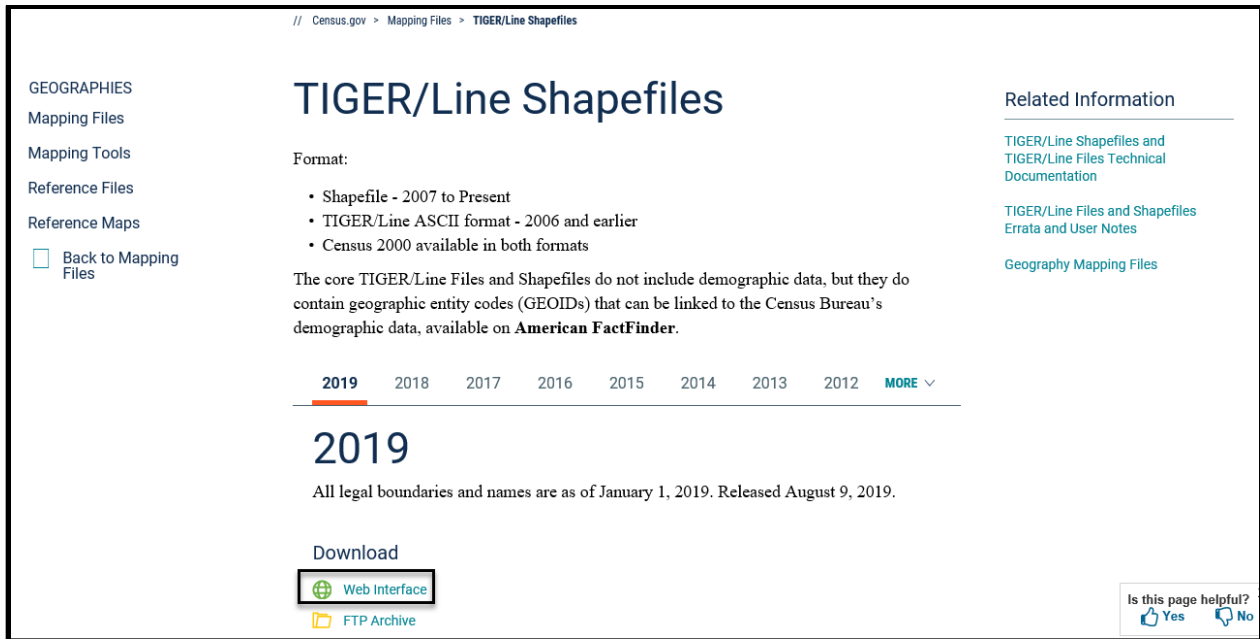 // Census.gov > Mapping Files > TIGER/Line Shapefiles
GEOGRAPHIES
Mapping Files
Mapping Tools
Reference Files
Reference Maps
Back to Mapping
Files
TIGER/Line Shapefiles
Format:
• Shapefile - 2007 to Present
• TIGER/Line ASCII format - 2006 and earlier
• Census 2000 available in both formats
The core TIGER/Line Files and Shapefiles do not include demographic data, but they do
contain geographic entity codes (GEOIDs) that can be linked to the Census Bureau’s
demographic data, available on American FactFinder.
2019 2018 2017 2016 2015 2014 2013 2012 MORE
2019
All legal boundaries and names are as of January 1, 2019. Released August 9, 2019.
Download
Web Interface
FTP Archive
Related Information
TIGER/Line Shapefiles and
TIGER/Line Files Technical
Documentation
TIGER/Line Files and Shapefiles
Errata and User Notes
Geography Mapping Files
Is this page helpful?
Yes No